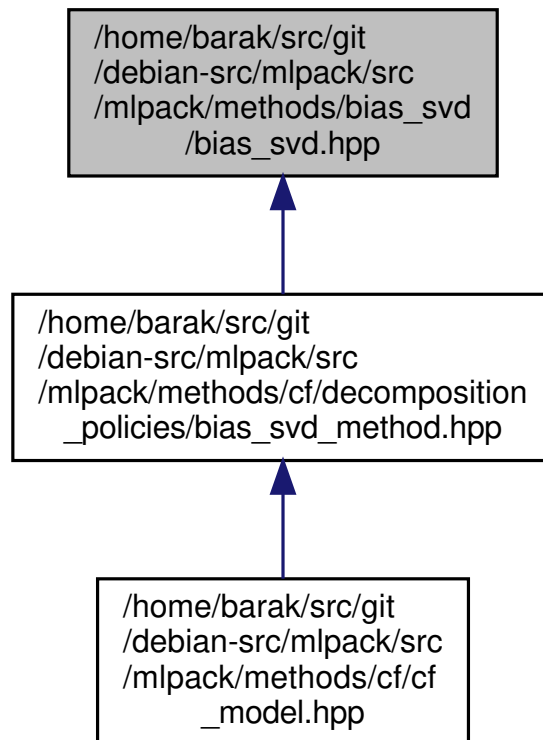 /home/barak/src/git
/debian-src/mlpack/src
/mlpack/methods/bias_svd
/bias_svd.hpp
/home/barak/src/git
/debian-src/mlpack/src
/mlpack/methods/cf/decomposition
_policies/bias_svd_method.hpp
/home/barak/src/git
/debian-src/mlpack/src
/mlpack/methods/cf/cf
_model.hpp